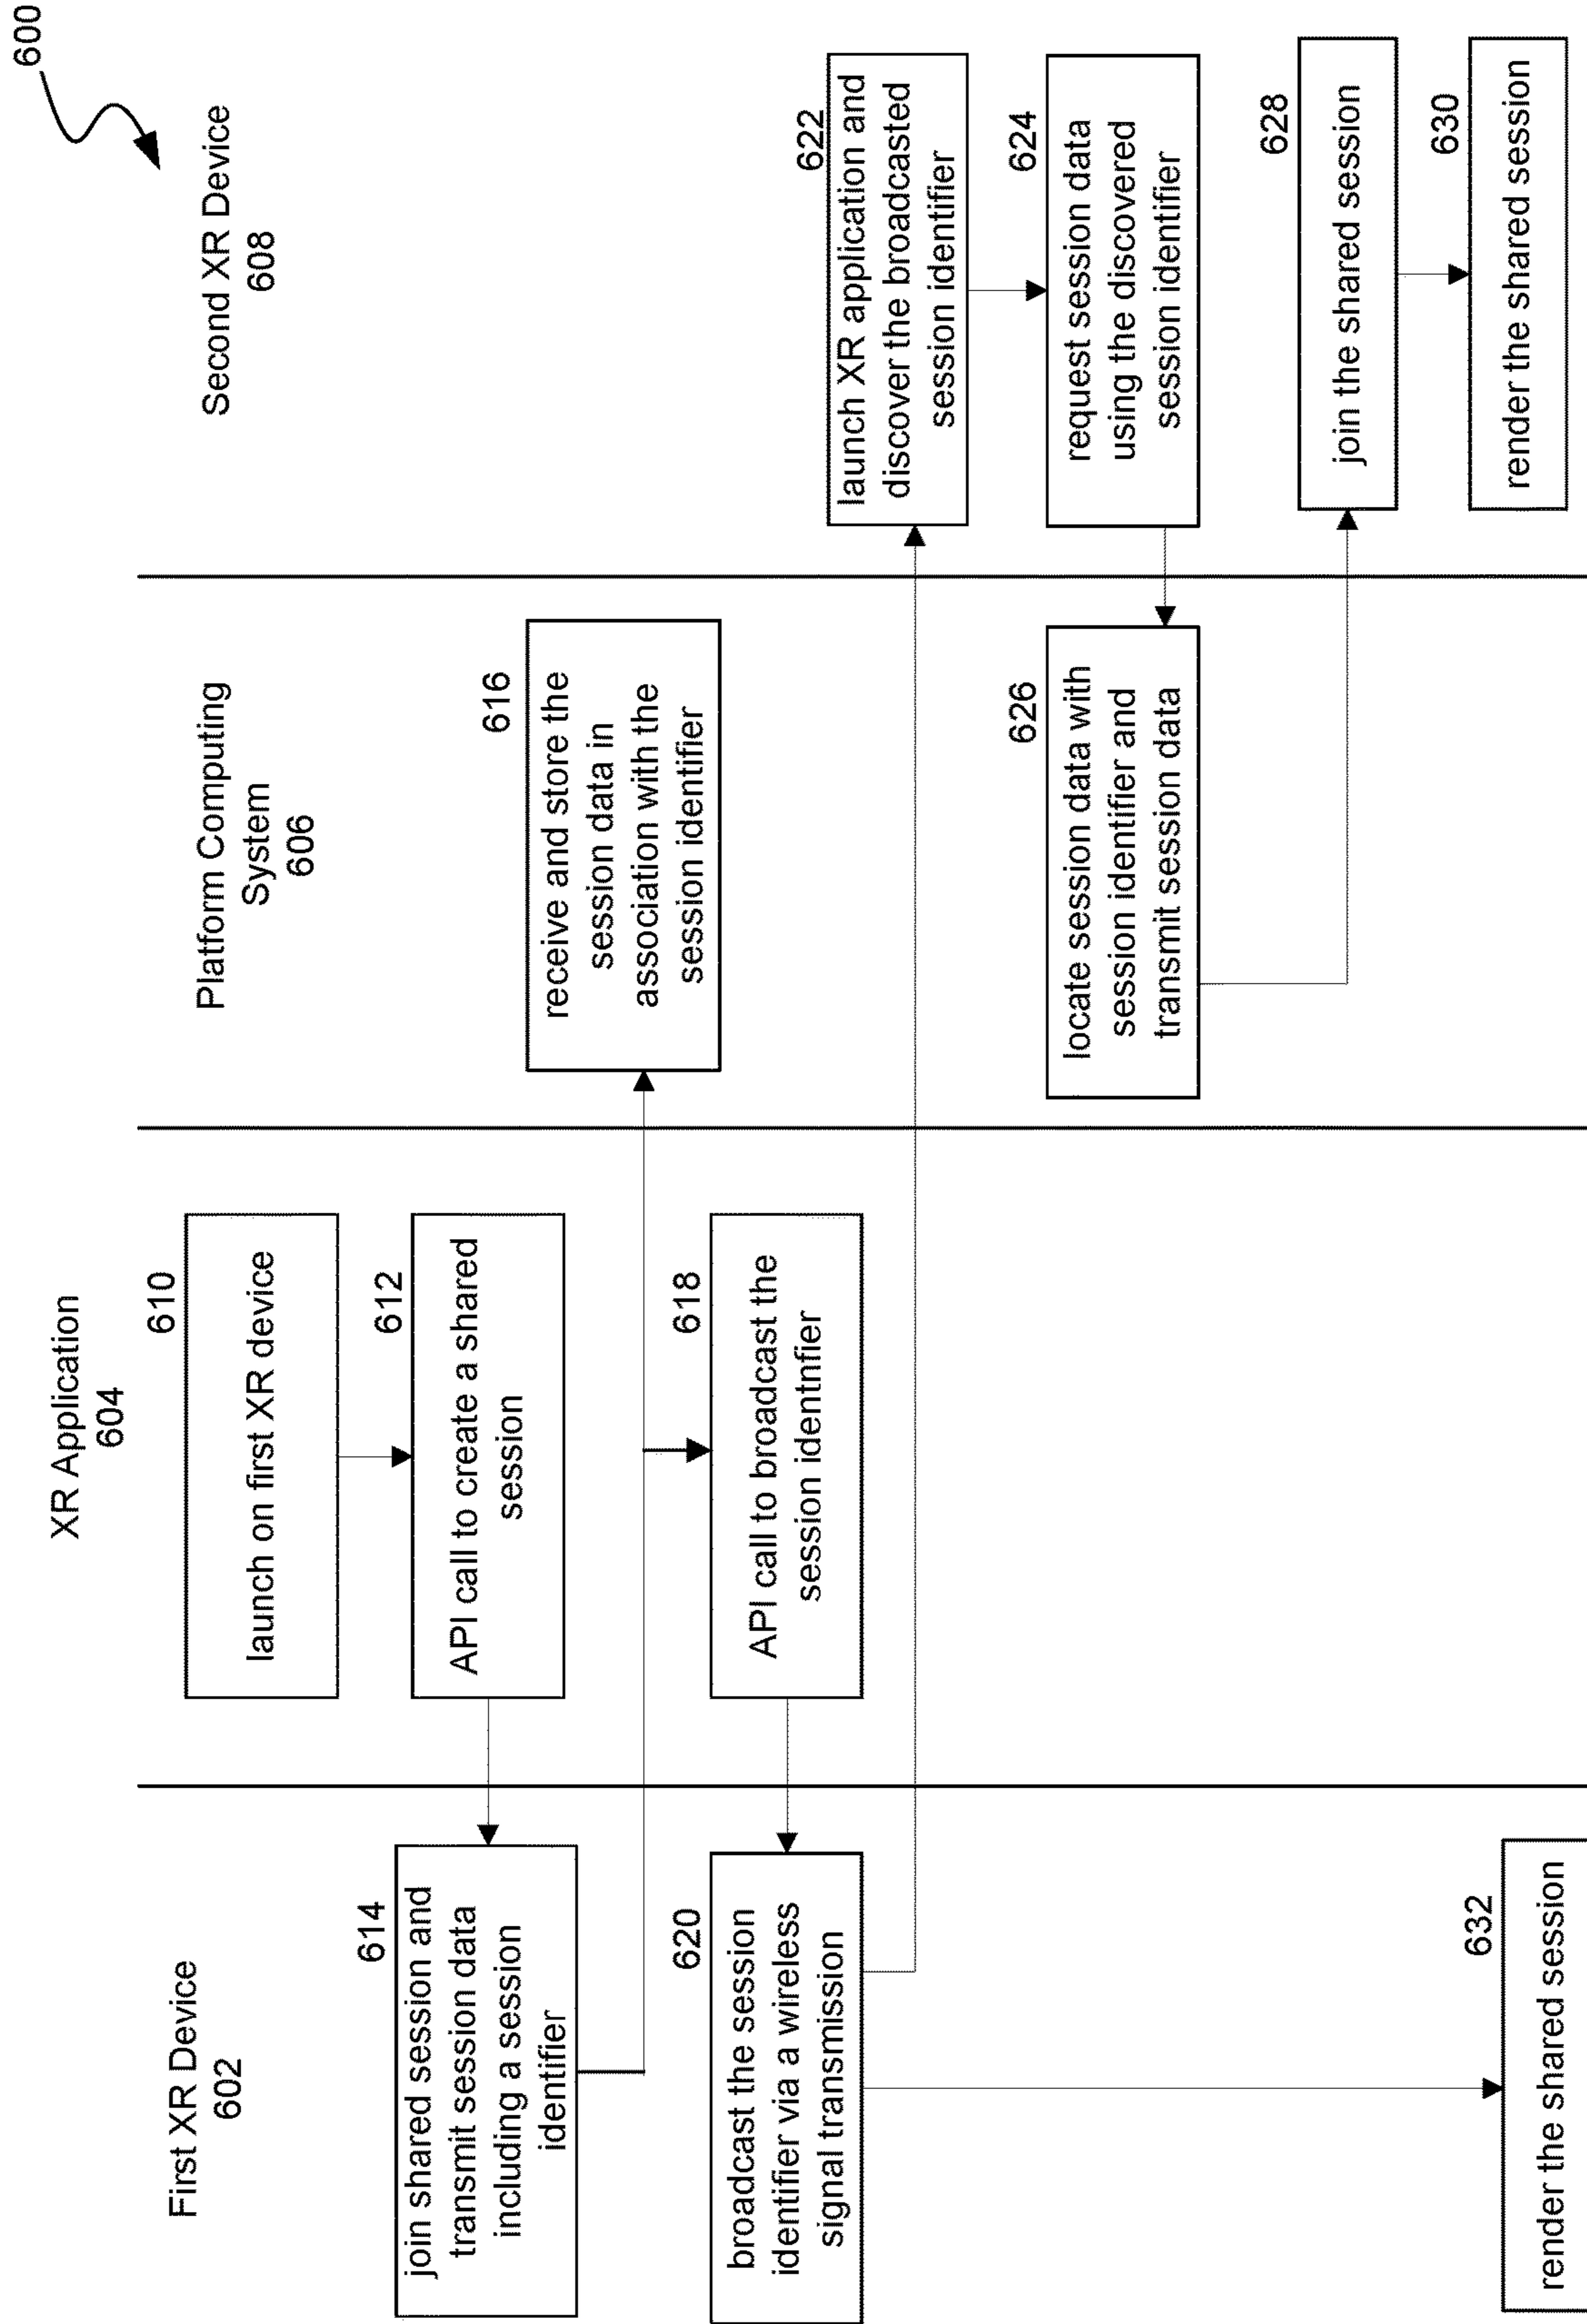 600
First XR Device
602
XR Application
604
Platform Computing
System
606
Second XR Device
608
610
launch on first XR device
612
API call to create a shared
session
614
join shared session and
transmit session data
including a session
identifier
616
receive and store the
session data in
association with the
session identifier
618
API call to broadcast the
session identnfier
620
broadcast the session
identifier via a wireless
signal transmission
622
launch XR application and
discover the broadcasted
session identifier
624
request session data
using the discovered
session identifier
626
locate session data with
session identifier and
transmit session data
628
join the shared session
630
render the shared session
632
render the shared session